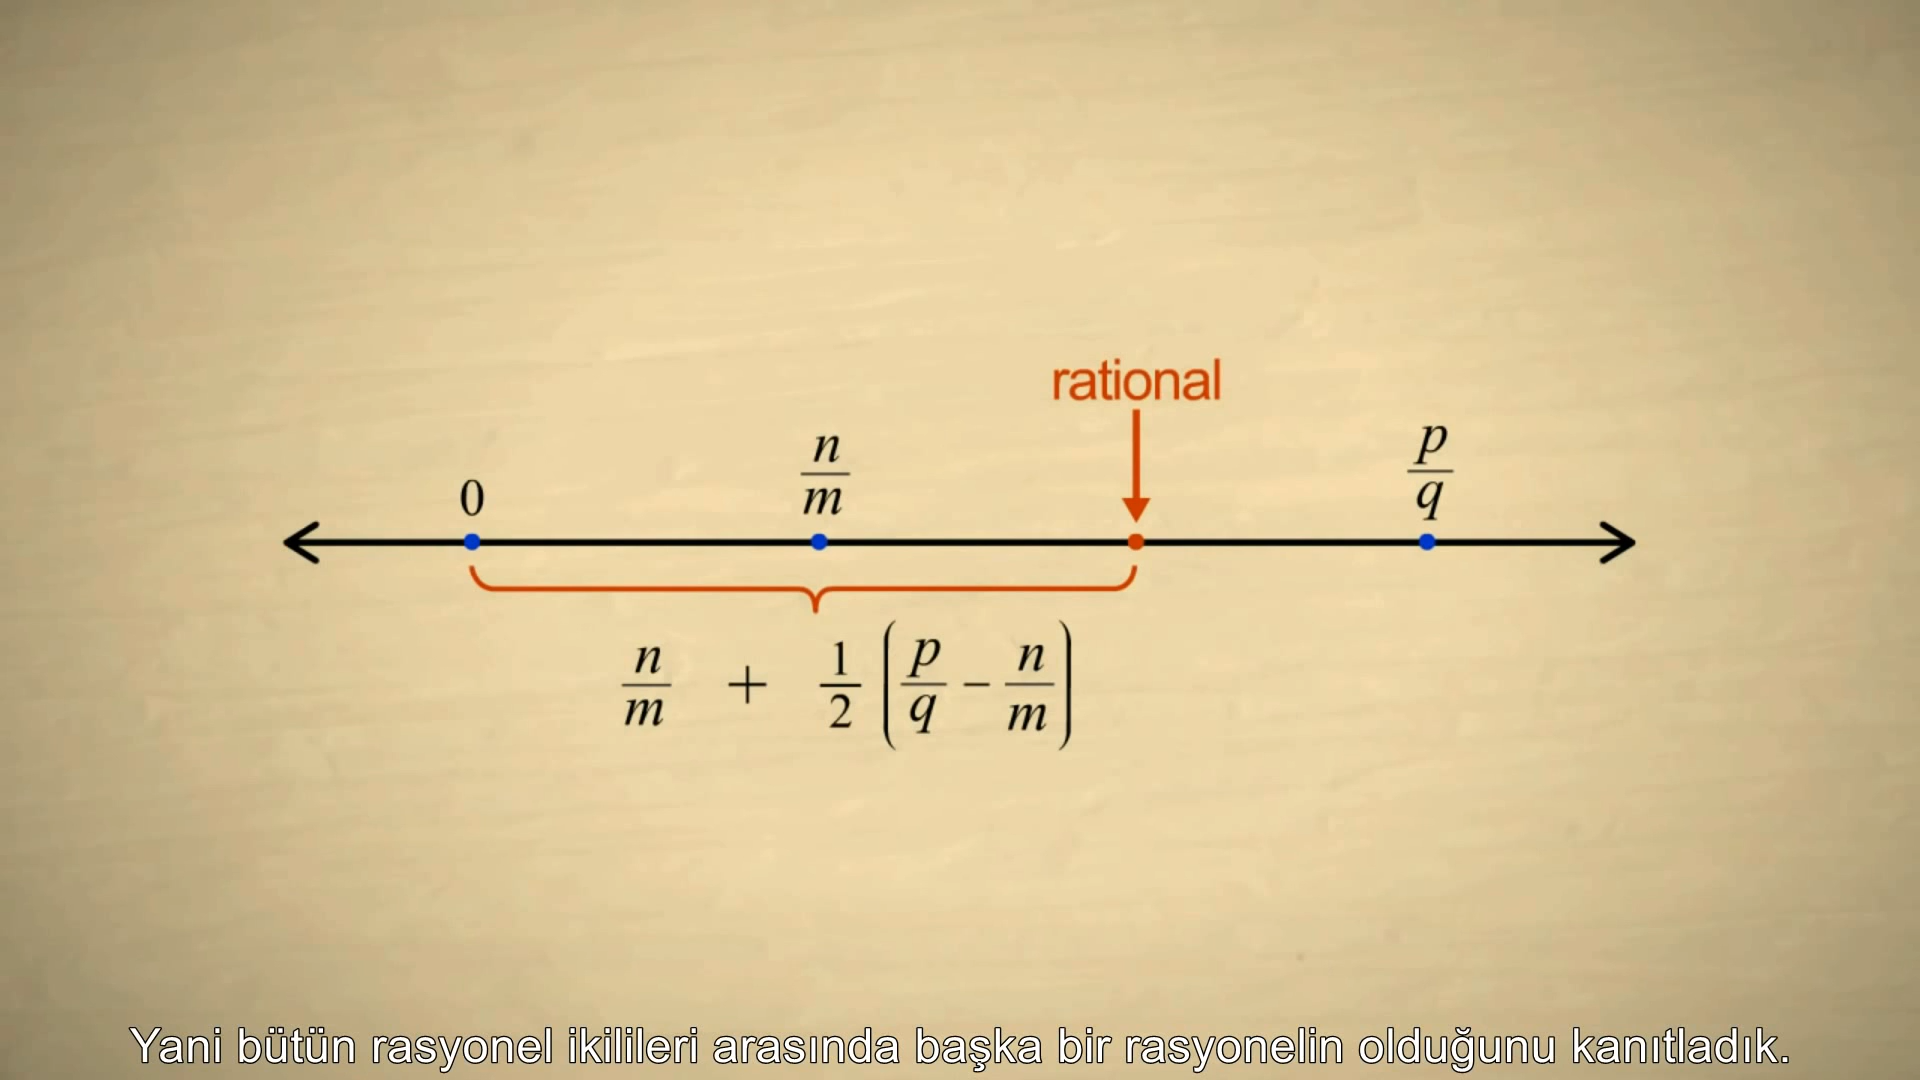 rational
0
n/m
p/q
n/m + 1/2 (p/q − n/m)
Yani bütün rasyonel ikilileri arasında başka bir rasyonelin olduğunu kanıtladık.